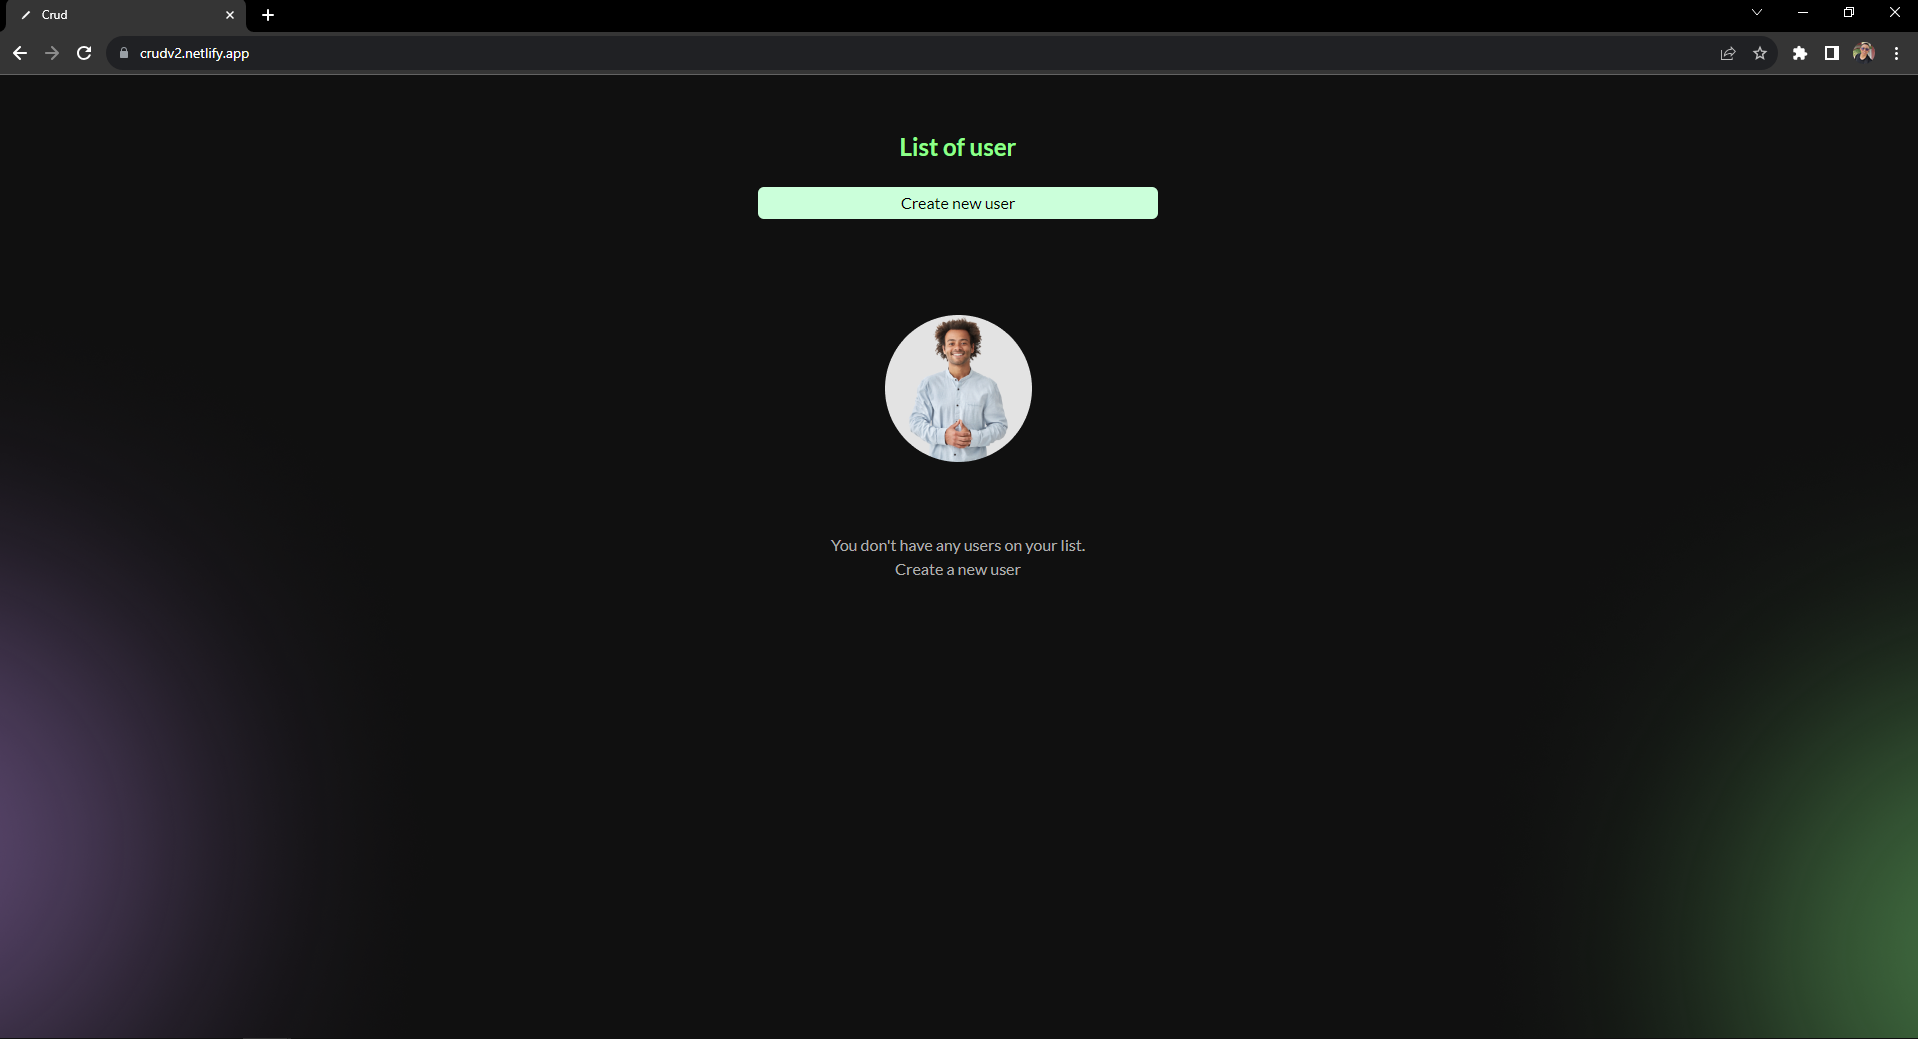 Crud
crudv2.netlify.app
List of user
Create new user
You don't have any users on your list.
Create a new user